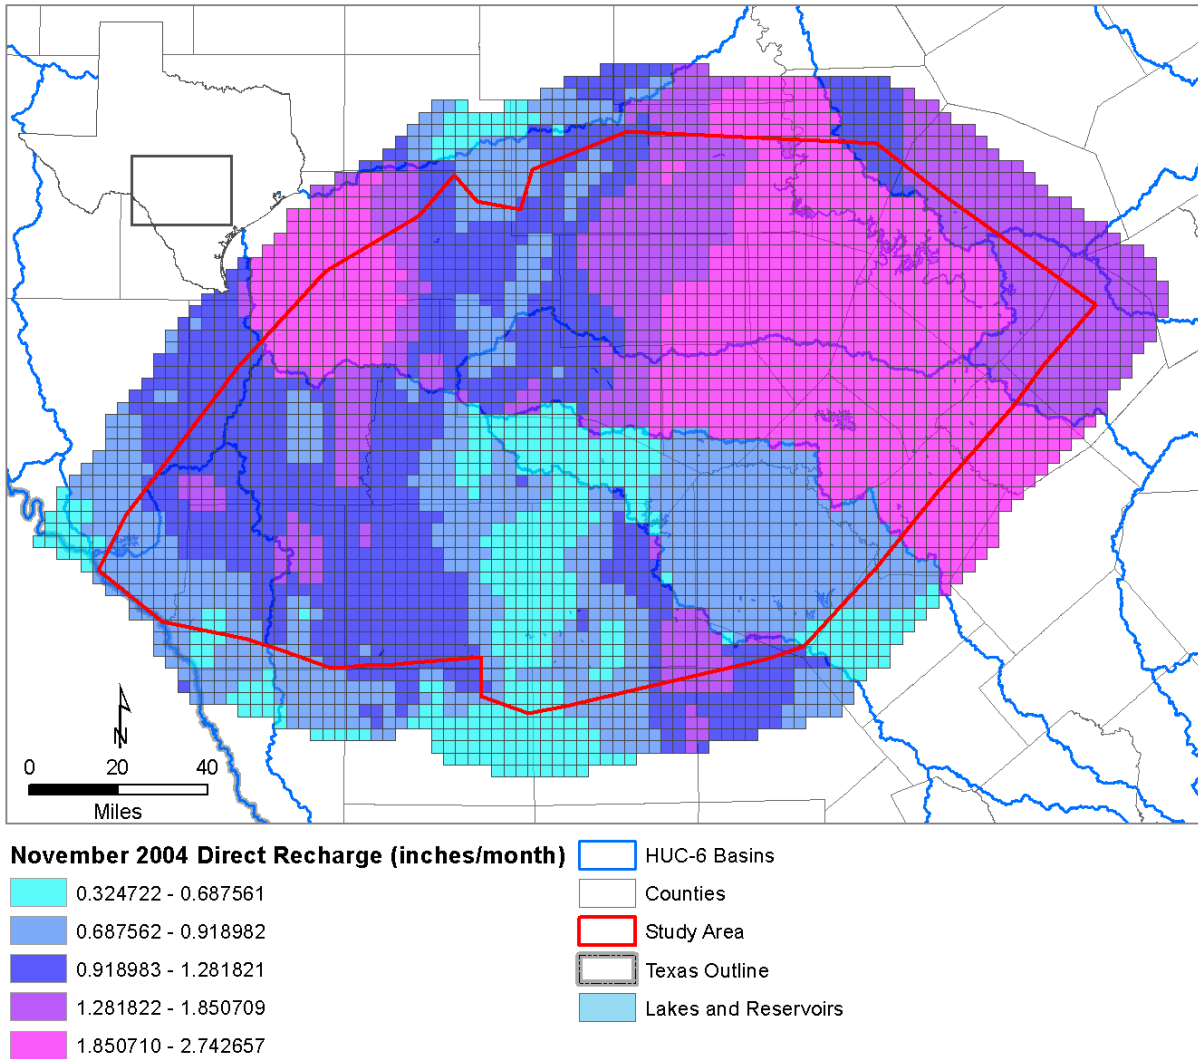 N
0 20 40
Miles
November 2004 Direct Recharge (inches/month)
0.324722 - 0.687561
0.687562 - 0.918982
0.918983 - 1.281821
1.281822 - 1.850709
1.850710 - 2.742657
HUC-6 Basins
Counties
Study Area
Texas Outline
Lakes and Reservoirs